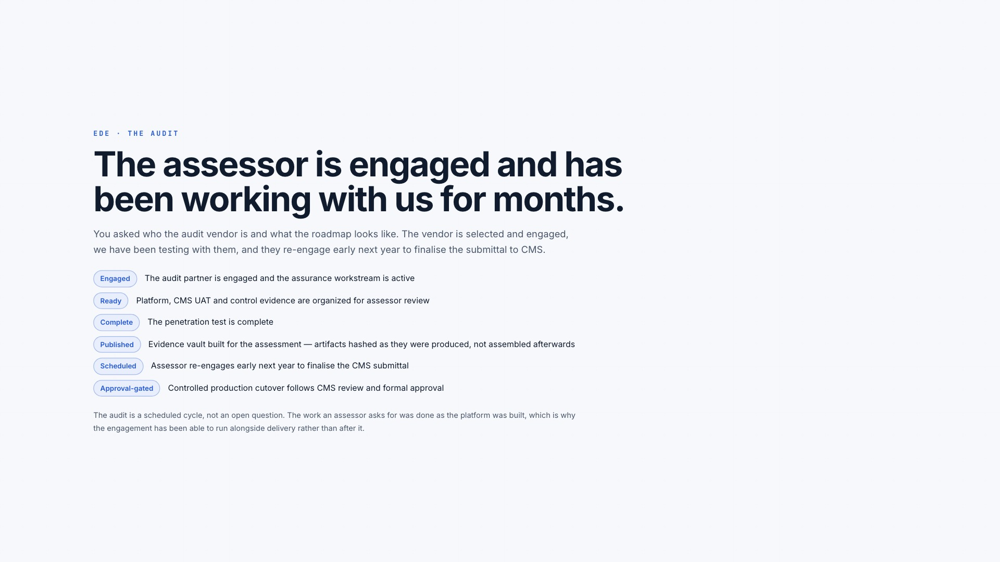 EDE · THE AUDIT
The assessor is engaged and has
been working with us for months.
You asked who the audit vendor is and what the roadmap looks like. The vendor is selected and engaged,
we have been testing with them, and they re-engage early next year to finalise the submittal to CMS.
Engaged The audit partner is engaged and the assurance workstream is active
Ready Platform, CMS UAT and control evidence are organized for assessor review
Complete The penetration test is complete
Published Evidence vault built for the assessment — artifacts hashed as they were produced, not assembled afterwards
Scheduled Assessor re-engages early next year to finalise the CMS submittal
Approval-gated Controlled production cutover follows CMS review and formal approval
The audit is a scheduled cycle, not an open question. The work an assessor asks for was done as the platform was built, which is why
the engagement has been able to run alongside delivery rather than after it.